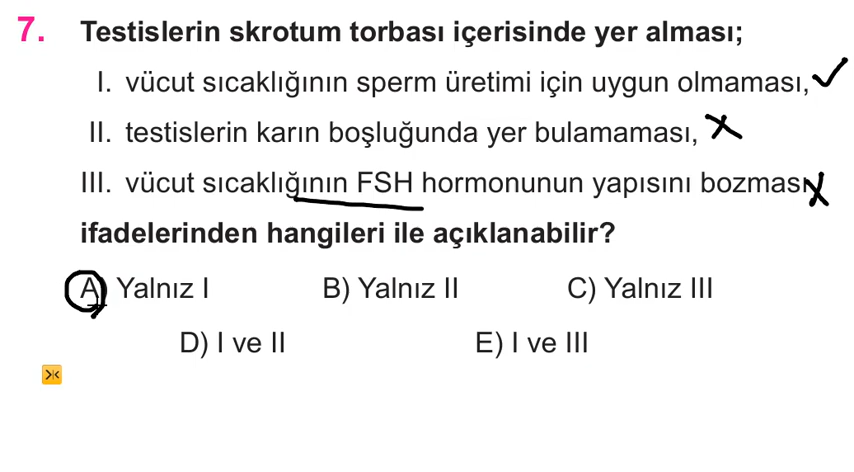 7. Testislerin skrotum torbası içerisinde yer alması;
I. vücut sıcaklığının sperm üretimi için uygun olmaması,
II. testislerin karın boşluğunda yer bulamaması,
III. vücut sıcaklığının FSH hormonunun yapısını bozması
ifadelerinden hangileri ile açıklanabilir?
A) Yalnız I B) Yalnız II C) Yalnız III
D) I ve II E) I ve III